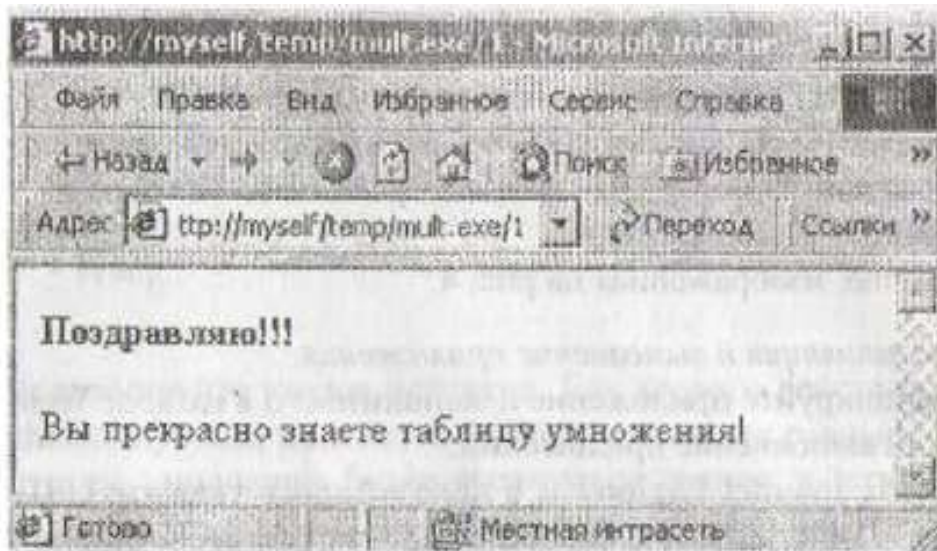 http://myself/temp/mult.exe/1 - Microsoft Interne
Файл Правка Вид Избранное Сервис Справка
Назад Поиск Избранное »
Адрес ttp://myself/temp/mult.exe/1 Переход Ссылки »
Поздравляю!!!
Вы прекрасно знаете таблицу умножения!
Готово Местная интрасеть